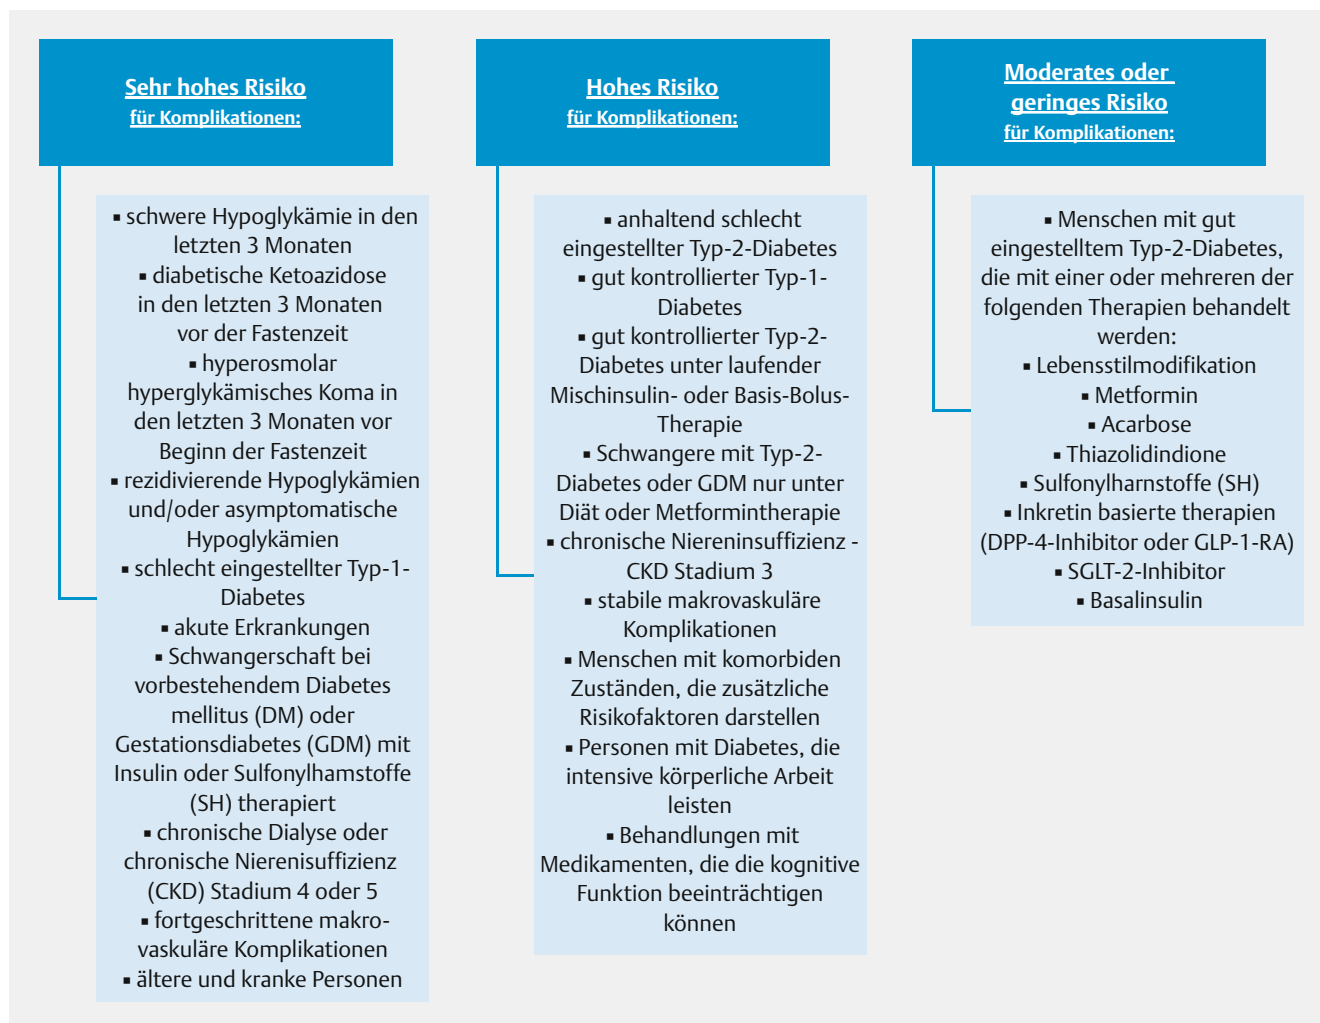 Sehr hohes Risiko
für Komplikationen:
▪ schwere Hypoglykämie in den
letzten 3 Monaten
▪ diabetische Ketoazidose
in den letzten 3 Monaten
vor der Fastenzeit
▪ hyperosmolar
hyperglykämisches Koma in
den letzten 3 Monaten vor
Beginn der Fastenzeit
▪ rezidivierende Hypoglykämien
und/oder asymptomatische
Hypoglykämien
▪ schlecht eingestellter Typ-1-
Diabetes
▪ akute Erkrankungen
▪ Schwangerschaft bei
vorbestehendem Diabetes
mellitus (DM) oder
Gestationsdiabetes (GDM) mit
Insulin oder Sulfonylhamstoffe
(SH) therapiert
▪ chronische Dialyse oder
chronische Nierenisuffizienz
(CKD) Stadium 4 oder 5
▪ fortgeschrittene makro-
vaskuläre Komplikationen
▪ ältere und kranke Personen
Hohes Risiko
für Komplikationen:
▪ anhaltend schlecht
eingestellter Typ-2-Diabetes
▪ gut kontrollierter Typ-1-
Diabetes
▪ gut kontrollierter Typ-2-
Diabetes unter laufender
Mischinsulin- oder Basis-Bolus-
Therapie
▪ Schwangere mit Typ-2-
Diabetes oder GDM nur unter
Diät oder Metformintherapie
▪ chronische Niereninsuffizienz -
CKD Stadium 3
▪ stabile makrovaskuläre
Komplikationen
▪ Menschen mit komorbiden
Zuständen, die zusätzliche
Risikofaktoren darstellen
▪ Personen mit Diabetes, die
intensive körperliche Arbeit
leisten
▪ Behandlungen mit
Medikamenten, die die kognitive
Funktion beeinträchtigen
können
Moderates oder
geringes Risiko
für Komplikationen:
▪ Menschen mit gut
eingestelltem Typ-2-Diabetes,
die mit einer oder mehreren der
folgenden Therapien behandelt
werden:
▪ Lebensstilmodifikation
▪ Metformin
▪ Acarbose
▪ Thiazolidindione
▪ Sulfonylharnstoffe (SH)
▪ Inkretin basierte therapien
(DPP-4-Inhibitor oder GLP-1-RA)
▪ SGLT-2-Inhibitor
▪ Basalinsulin